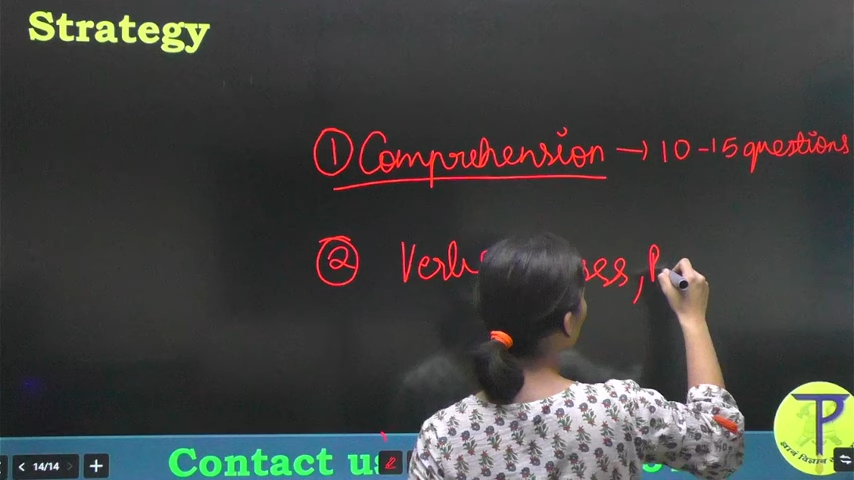 Strategy
① Comprehension → 10-15 questions
②
14/14
Contact us
ज्ञान विज्ञान